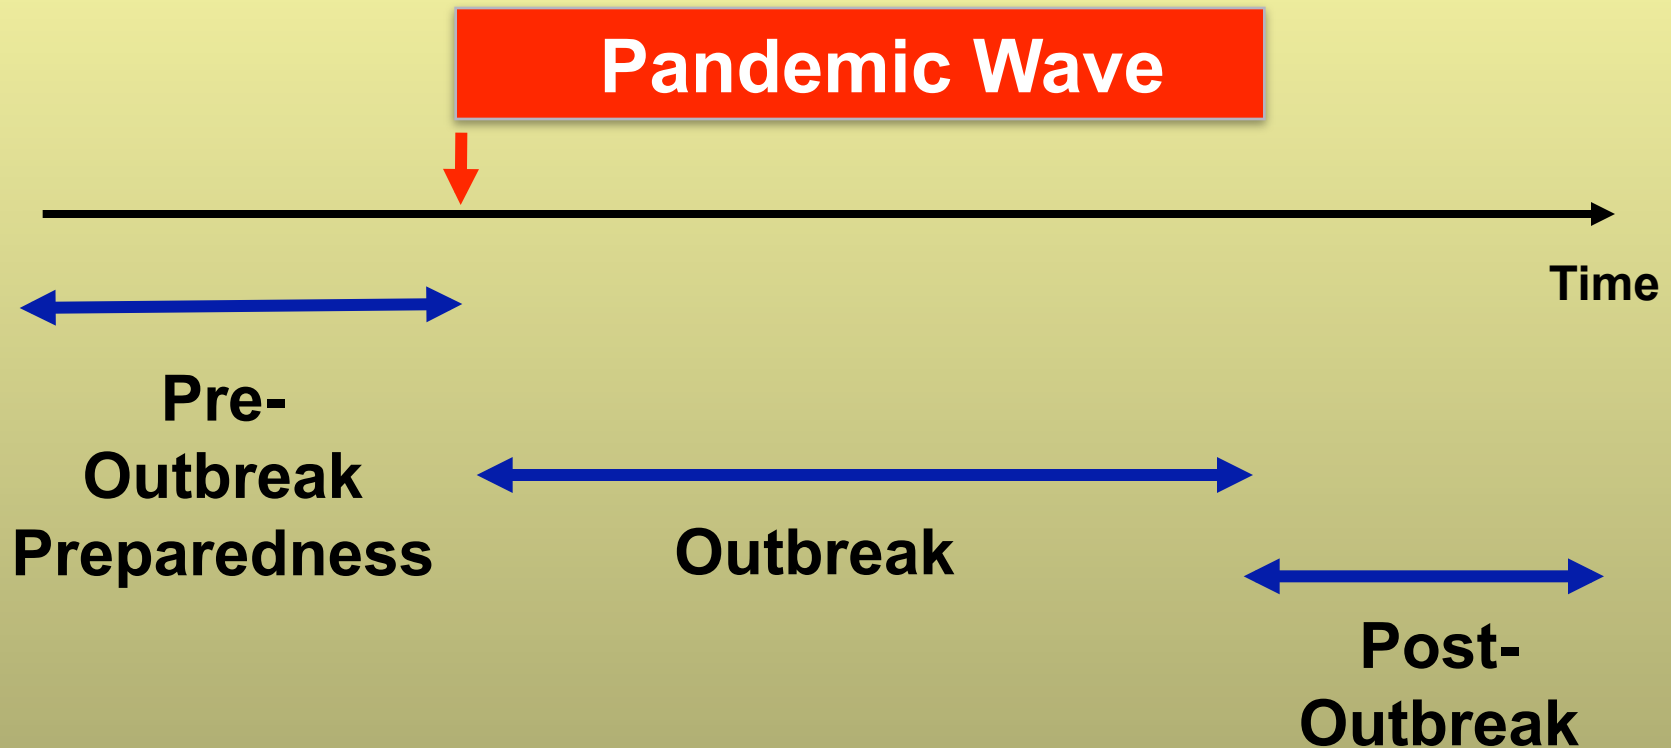 Pandemic Wave
Time
Pre-
Outbreak
Preparedness
Outbreak
Post-
Outbreak